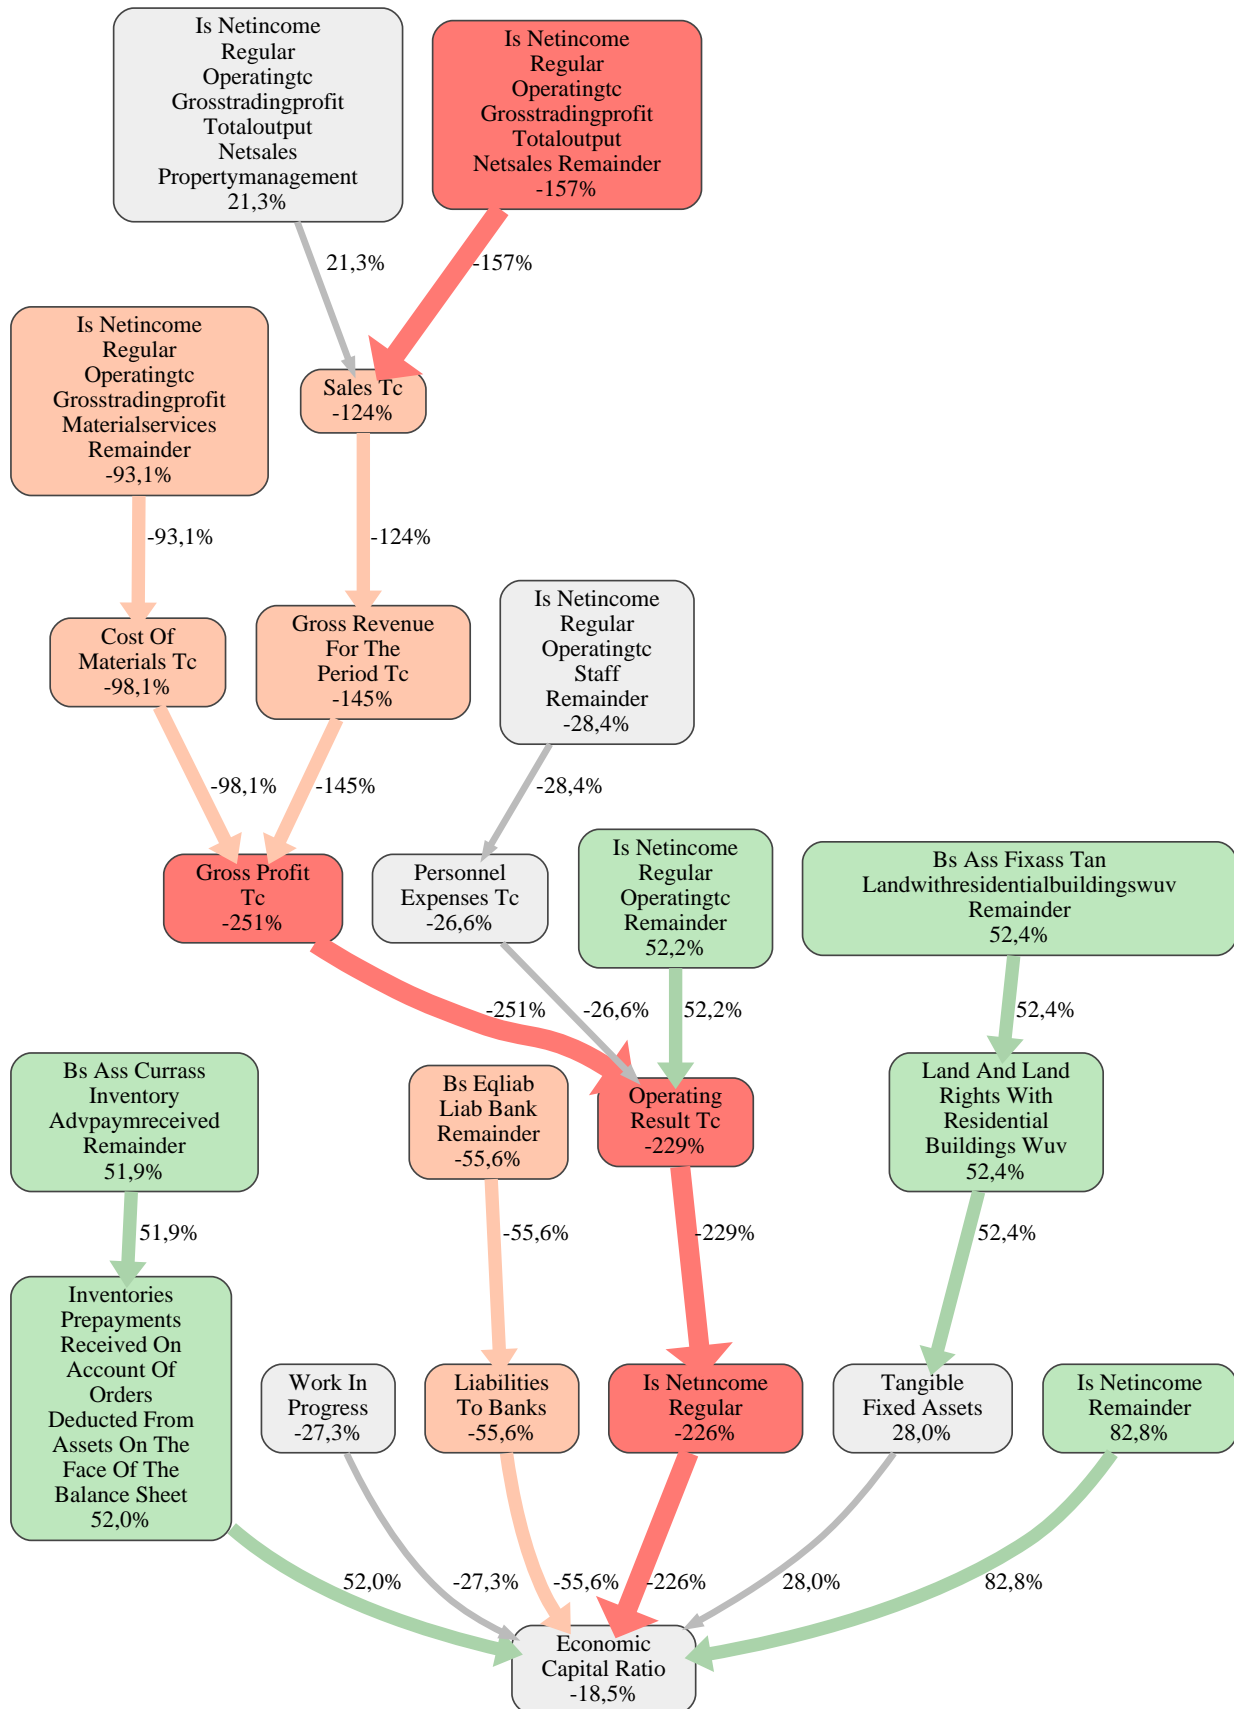 Is Netincome
Regular
Operatingtc
Grosstradingprofit
Totaloutput
Netsales
Propertymanagement
21,3%
Is Netincome
Regular
Operatingtc
Grosstradingprofit
Totaloutput
Netsales Remainder
-157%
21,3%
-157%
Is Netincome
Regular
Operatingtc
Grosstradingprofit
Materialservices
Remainder
-93,1%
Sales Tc
-124%
-93,1%
-124%
Cost Of
Materials Tc
-98,1%
Gross Revenue
For The
Period Tc
-145%
Is Netincome
Regular
Operatingtc
Staff
Remainder
-28,4%
-98,1%
-145%
-28,4%
Gross Profit
Tc
-251%
Personnel
Expenses Tc
-26,6%
Is Netincome
Regular
Operatingtc
Remainder
52,2%
Bs Ass Fixass Tan
Landwithresidentialbuildingswuv
Remainder
52,4%
-251%
-26,6%
52,2%
52,4%
Bs Ass Currass
Inventory
Advpaymreceived
Remainder
51,9%
Bs Eqliab
Liab Bank
Remainder
-55,6%
Operating
Result Tc
-229%
Land And Land
Rights With
Residential
Buildings Wuv
52,4%
51,9%
-55,6%
-229%
52,4%
Inventories
Prepayments
Received On
Account Of
Orders
Deducted From
Assets On The
Face Of The
Balance Sheet
52,0%
Work In
Progress
-27,3%
Liabilities
To Banks
-55,6%
Is Netincome
Regular
-226%
Tangible
Fixed Assets
28,0%
Is Netincome
Remainder
82,8%
52,0%
-27,3%
-55,6%
-226%
28,0%
82,8%
Economic
Capital Ratio
-18,5%